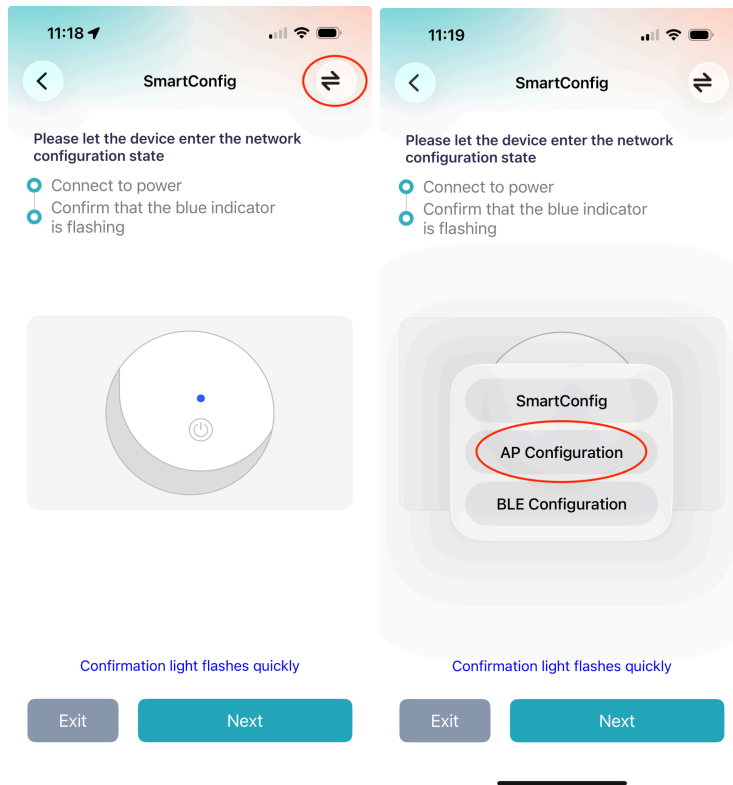 11:18
SmartConfig
Please let the device enter the network
configuration state
Connect to power
Confirm that the blue indicator
is flashing
Confirmation light flashes quickly
Exit
Next
11:19
SmartConfig
Please let the device enter the network
configuration state
Connect to power
Confirm that the blue indicator
is flashing
SmartConfig
AP Configuration
BLE Configuration
Confirmation light flashes quickly
Exit
Next